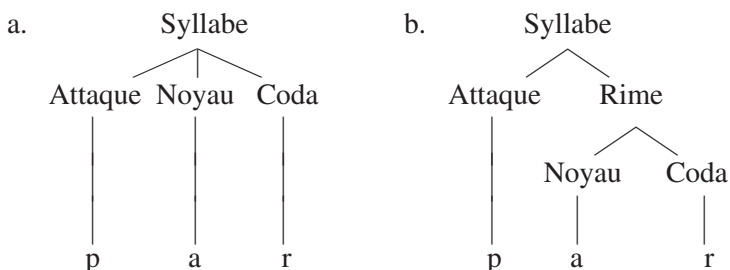 a. Syllabe b. Syllabe
Attaque Noyau Coda Attaque Rime
Noyau Coda
p a r p a r